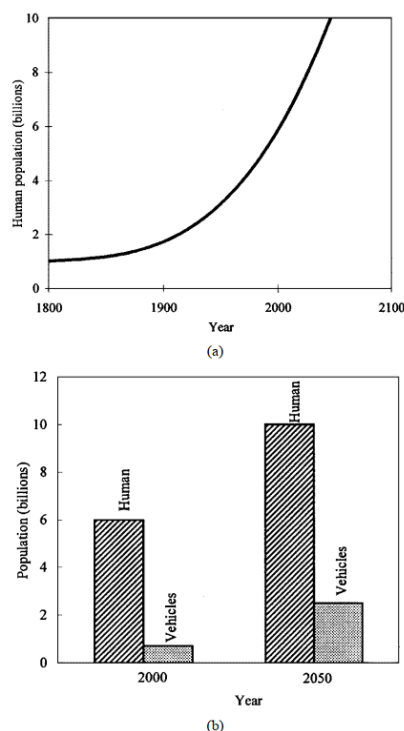 10
8
6
4
2
0
Human population (billions)
1800
1900
2000
2100
Year
(a)
12
10
8
6
4
2
0
Population (billions)
Human
Vehicles
Human
Vehicles
2000
2050
Year
(b)